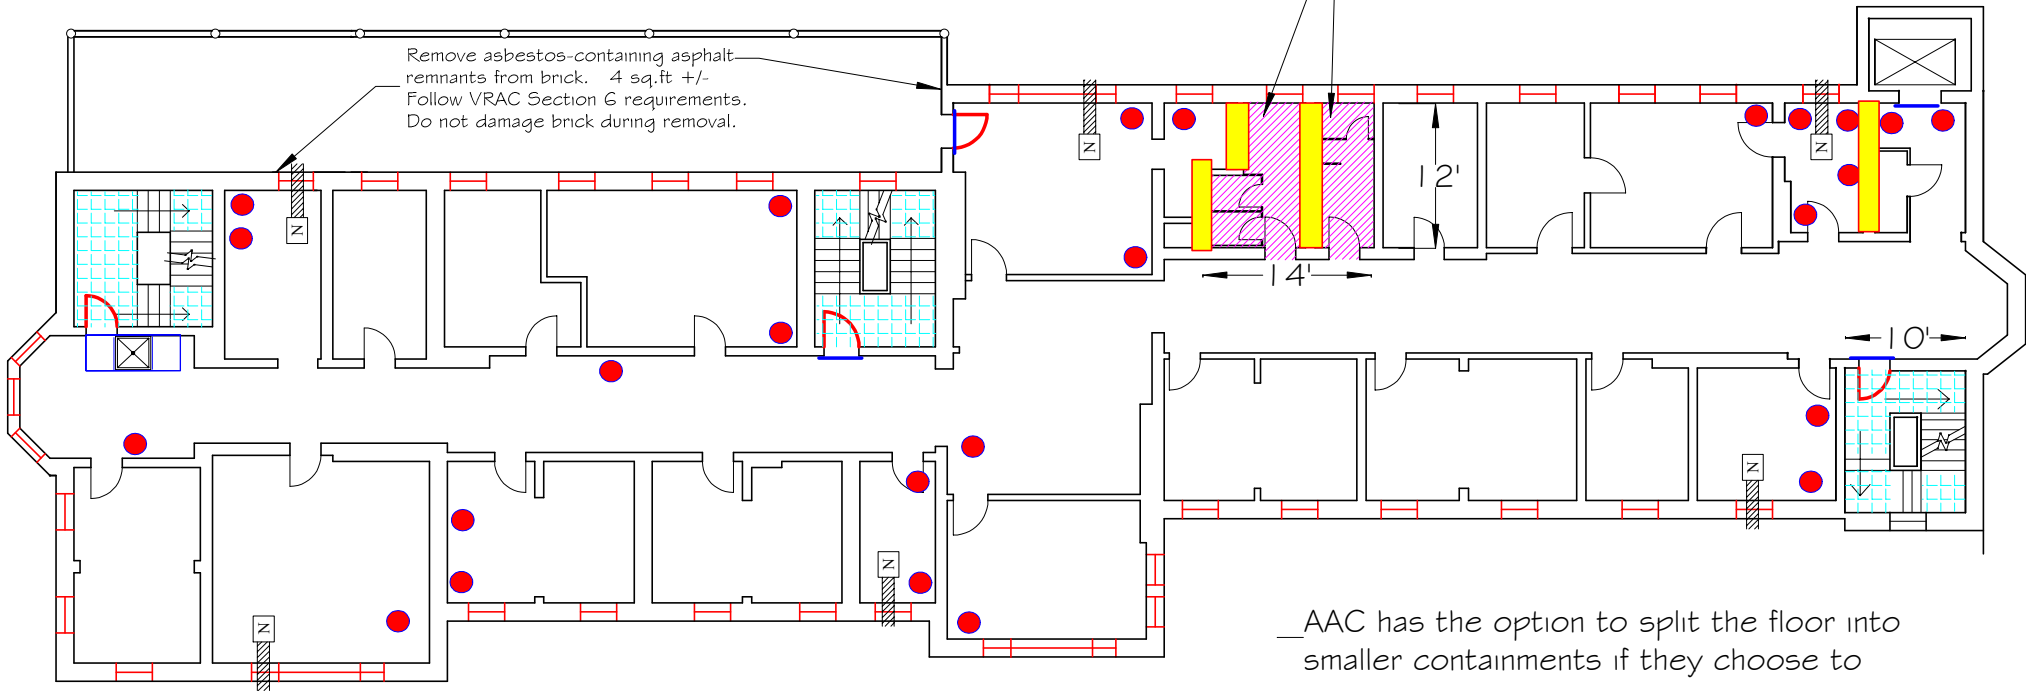 Remove asbestos-containing asphalt
remnants from brick. 4 sq.ft +/-
Follow VRAC Section 6 requirements.
Do not damage brick during removal.
N
N
N
12'
14'
10'
N
N
N
AAC has the option to split the floor into
smaller containments if they choose to